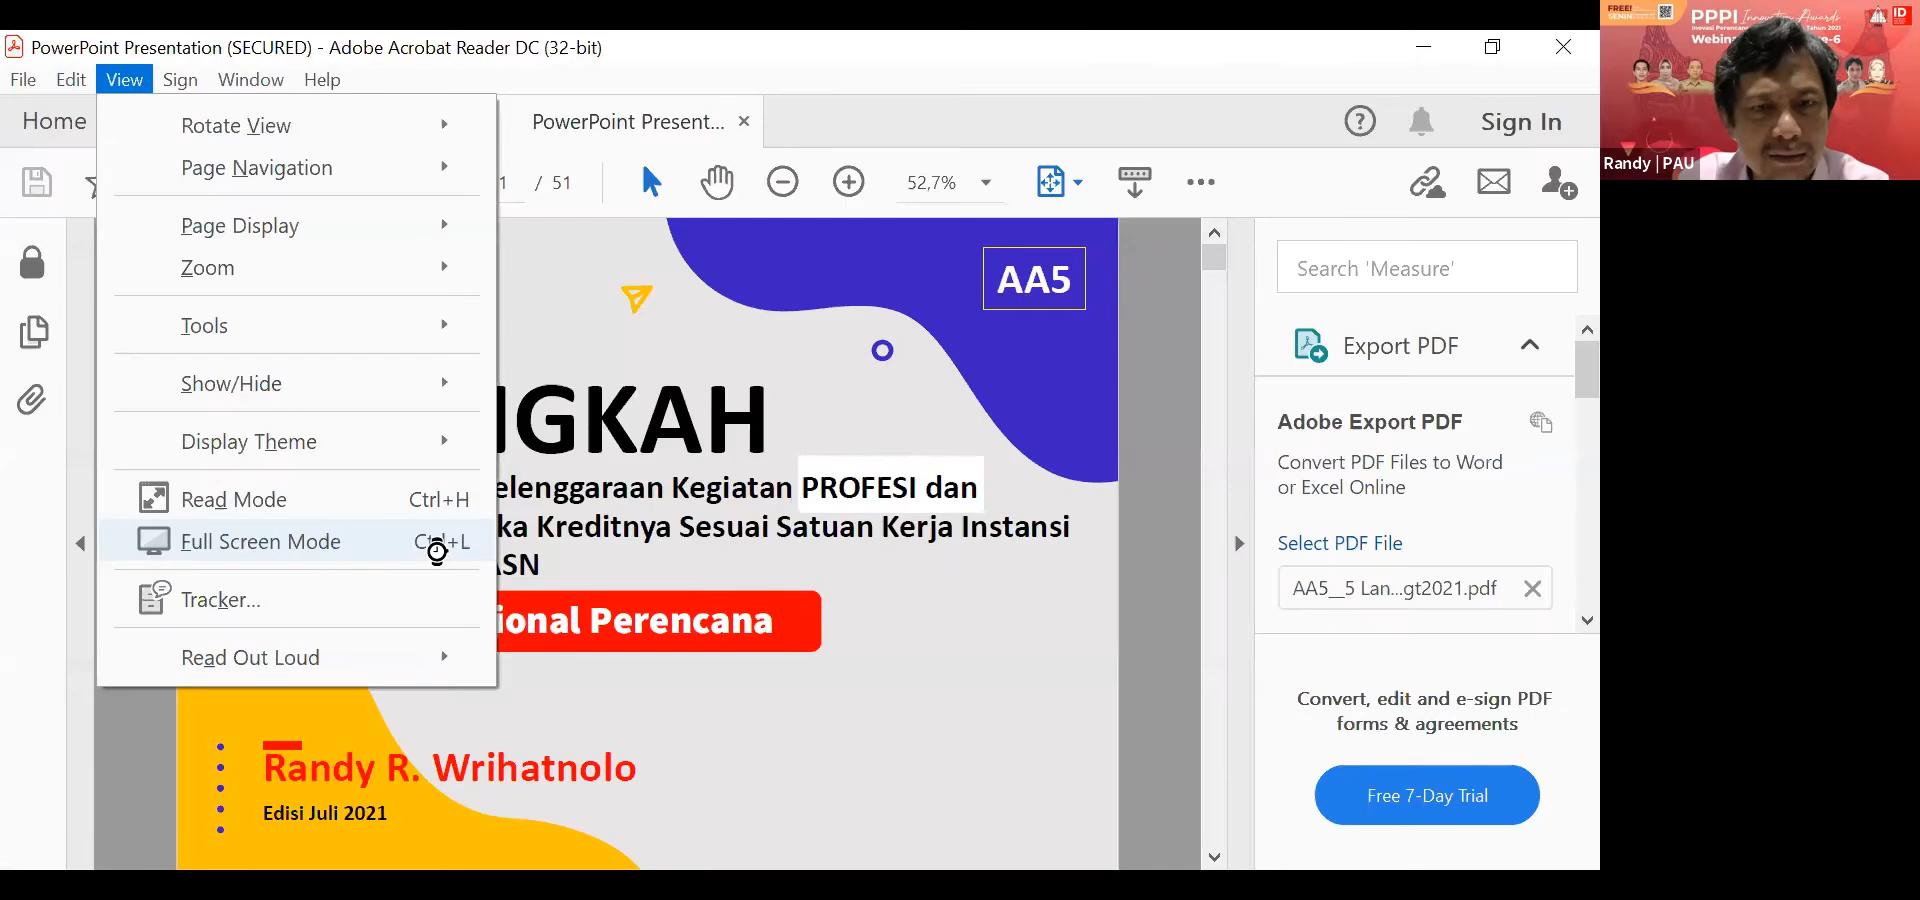 PowerPoint Presentation (SECURED) - Adobe Acrobat Reader DC (32-bit)
File Edit View Sign Window Help
Home
PowerPoint Present...
Sign In
1 / 51
52,7%
Rotate View
Page Navigation
Page Display
Zoom
Tools
Show/Hide
Display Theme
Read Mode Ctrl+H
Full Screen Mode
Tracker...
Read Out Loud
AA5
NGKAH
elenggaraan Kegiatan PROFESI dan
ka Kreditnya Sesuai Satuan Kerja Instansi
ASN
ional Perencana
Randy R. Wrihatnolo
Edisi Juli 2021
Search 'Measure'
Export PDF
Adobe Export PDF
Convert PDF Files to Word
or Excel Online
Select PDF File
AA5__5 Lan...gt2021.pdf
Convert, edit and e-sign PDF
forms & agreements
Free 7-Day Trial
FREE!
PPPI
ID
Randy | PAU